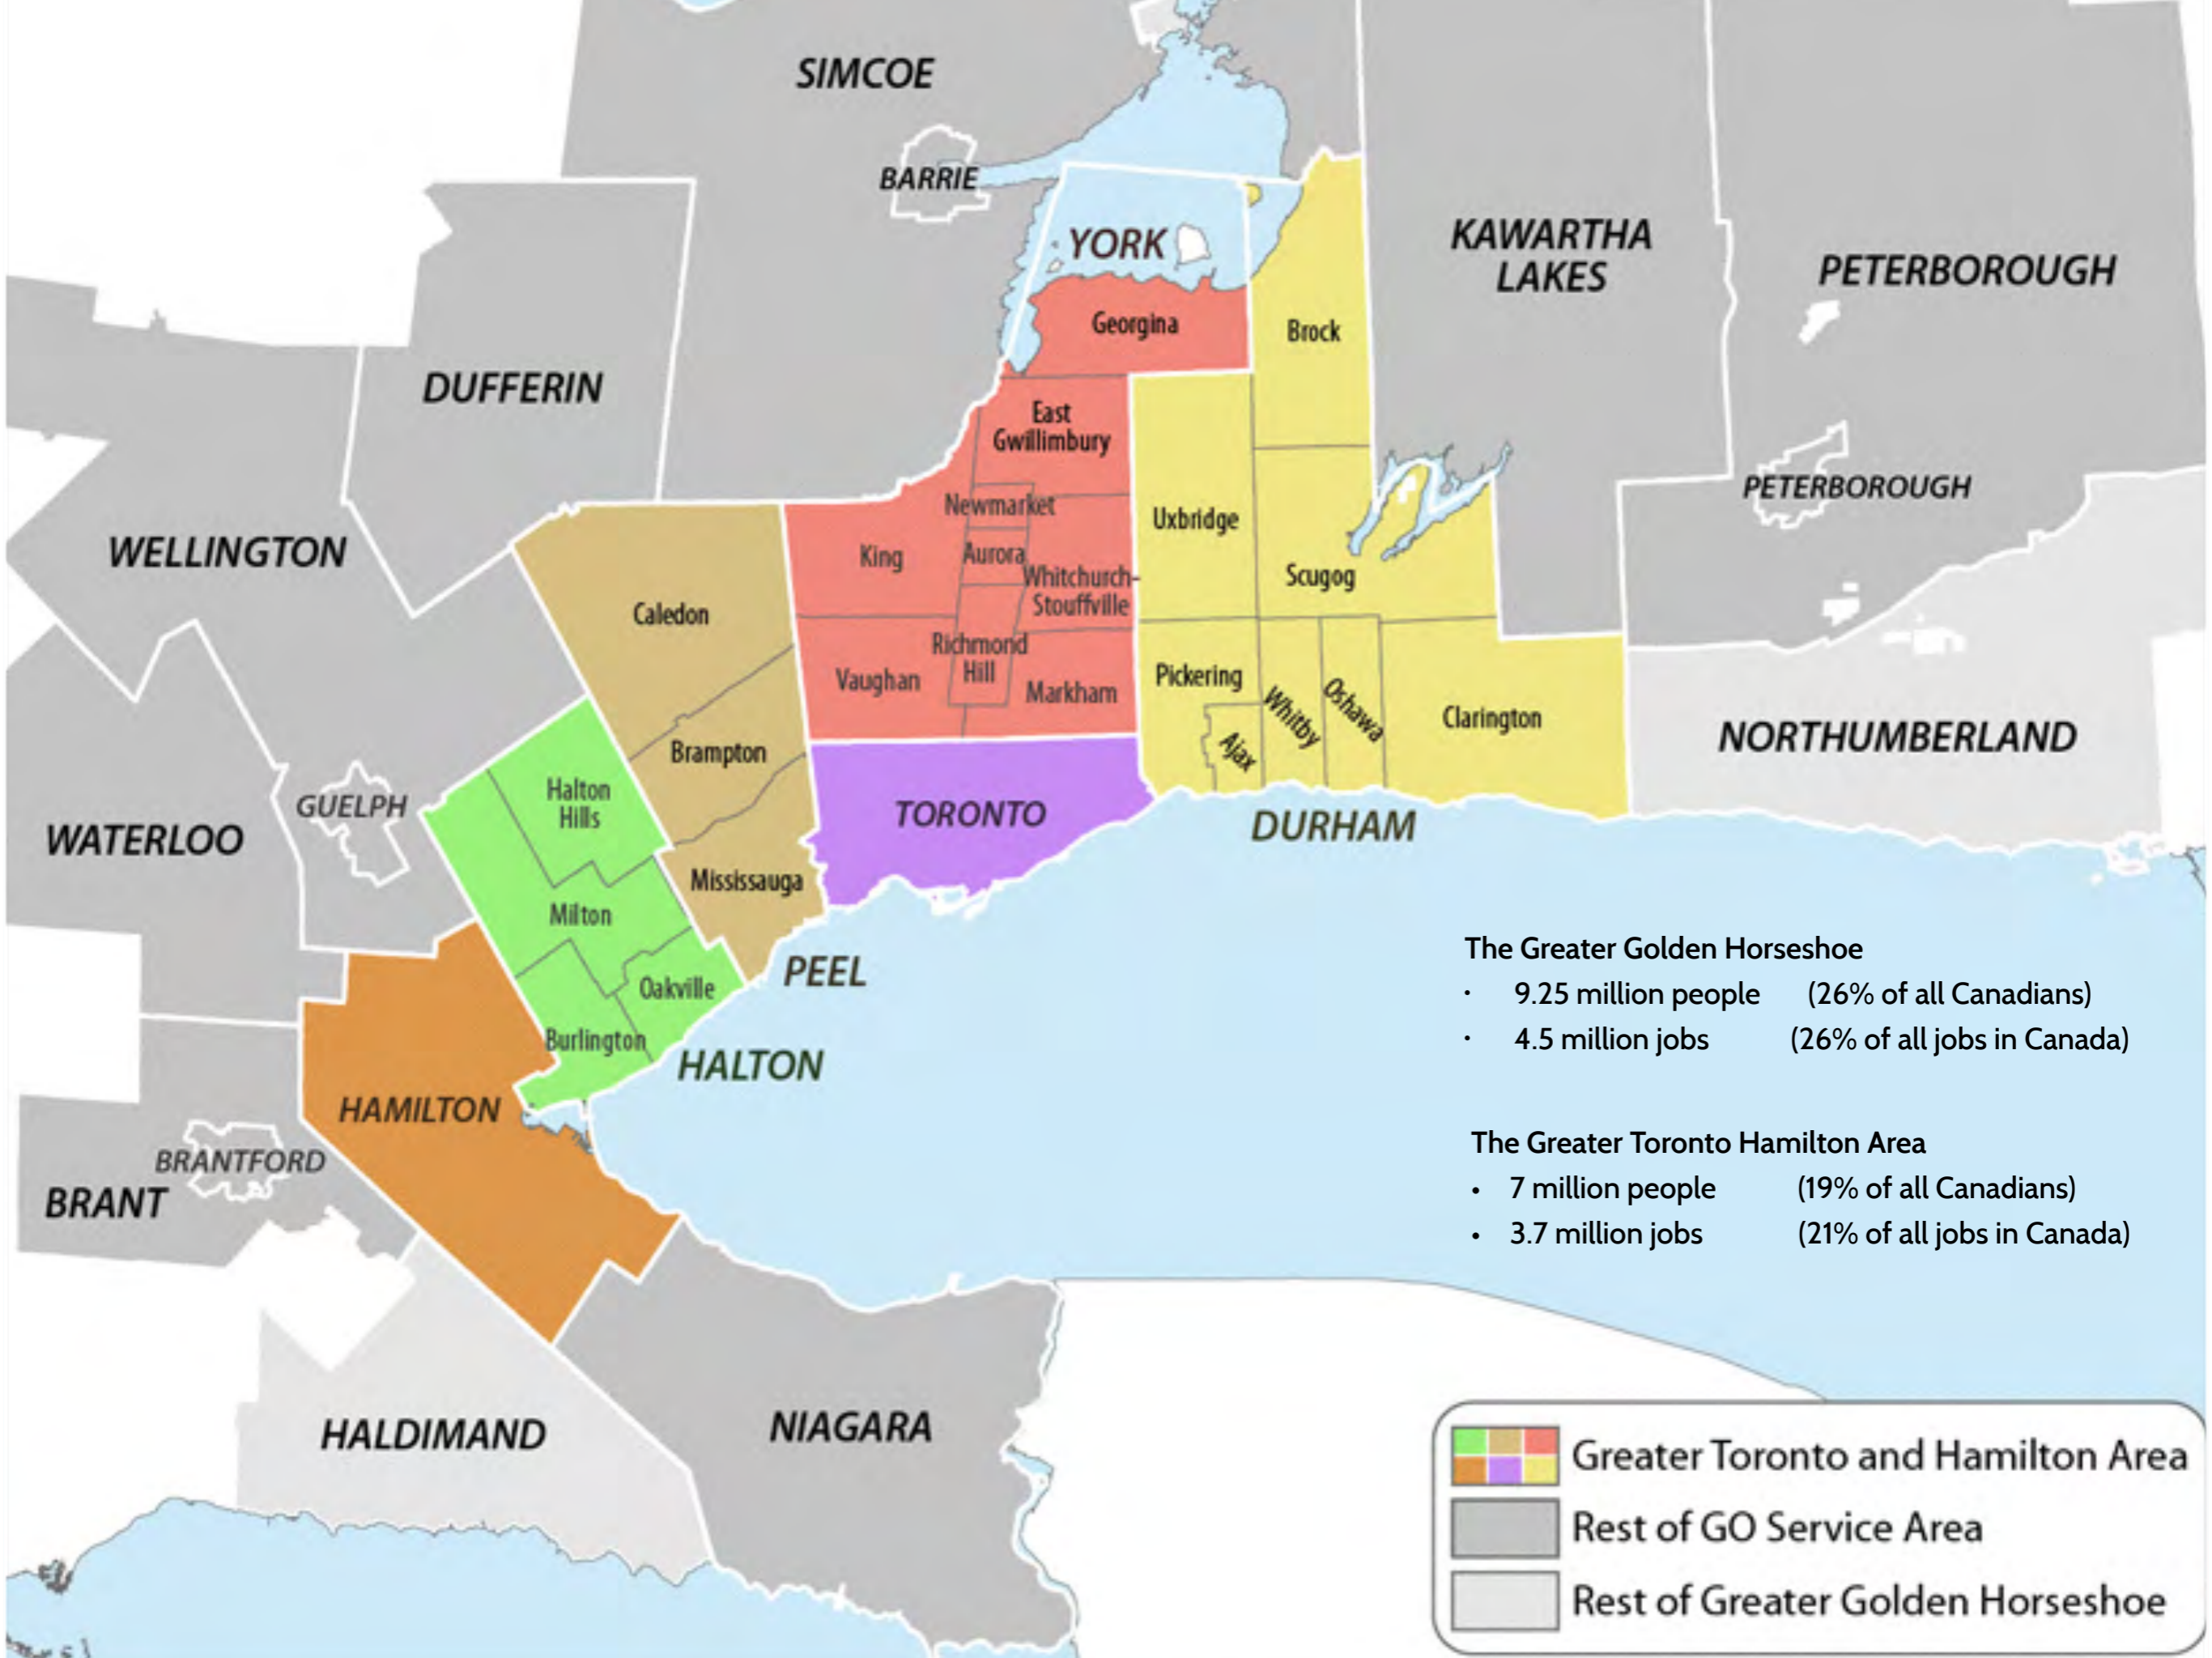 SIMCOE
BARRIE
YORK
KAWARTHA
LAKES
PETERBOROUGH
Georgina
Brock
DUFFERIN
East
Gwillimbury
PETERBOROUGH
Newmarket
Uxbridge
WELLINGTON
King
Aurora
Whitchurch-
Stouffville
Scugog
Caledon
Richmond
Hill
Vaughan
Markham
Pickering
Whitby
Oshawa
Clarington
Ajax
NORTHUMBERLAND
Brampton
Halton
Hills
GUELPH
TORONTO
DURHAM
WATERLOO
Mississauga
Milton
PEEL
Oakville
Burlington
HALTON
HAMILTON
BRANTFORD
BRANT
The Greater Golden Horseshoe
• 9.25 million people (26% of all Canadians)
• 4.5 million jobs (26% of all jobs in Canada)
The Greater Toronto Hamilton Area
• 7 million people (19% of all Canadians)
• 3.7 million jobs (21% of all jobs in Canada)
HALDIMAND
NIAGARA
Greater Toronto and Hamilton Area
Rest of GO Service Area
Rest of Greater Golden Horseshoe